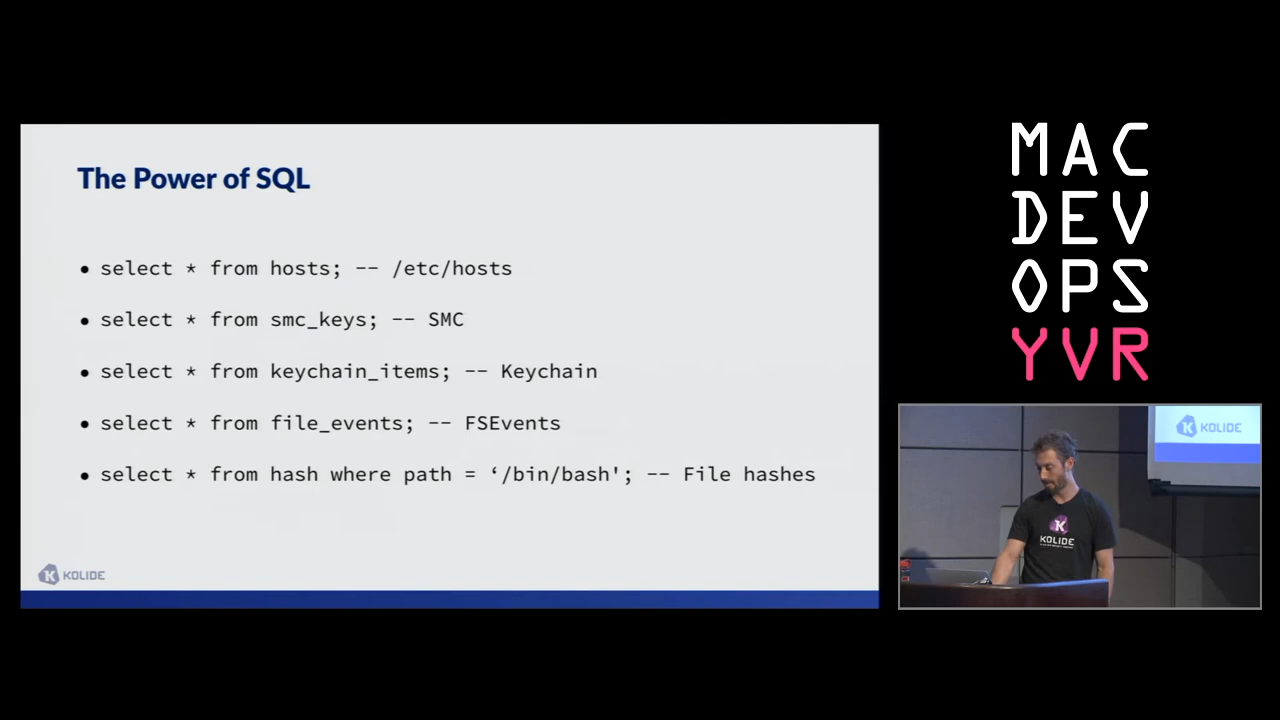 The Power of SQL
• select * from hosts; -- /etc/hosts
• select * from smc_keys; -- SMC
• select * from keychain_items; -- Keychain
• select * from file_events; -- FSEvents
• select * from hash where path = ‘/bin/bash'; -- File hashes
KOLIDE
MAC
DEV
OPS
YVR
KOLIDE
KOLIDE